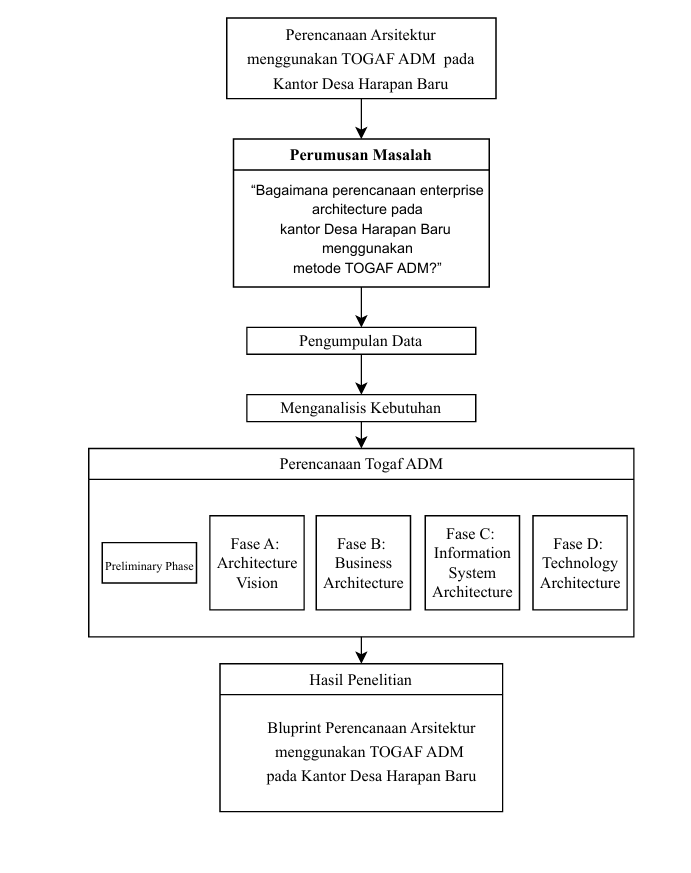 Perencanaan Arsitektur
menggunakan TOGAF ADM pada
Kantor Desa Harapan Baru
Perumusan Masalah
“Bagaimana perencanaan enterprise
architecture pada
kantor Desa Harapan Baru
menggunakan
metode TOGAF ADM?”
Pengumpulan Data
Menganalisis Kebutuhan
Perencanaan Togaf ADM
Preliminary Phase
Fase A:
Architecture
Vision
Fase B:
Business
Architecture
Fase C:
Information
System
Architecture
Fase D:
Technology
Architecture
Hasil Penelitian
Bluprint Perencanaan Arsitektur
menggunakan TOGAF ADM
pada Kantor Desa Harapan Baru